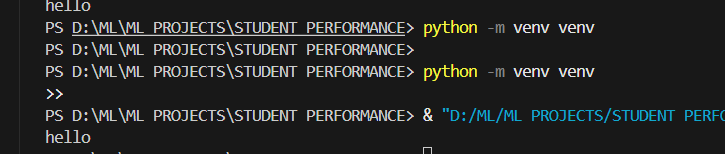 hello
PS D:\ML\ML PROJECTS\STUDENT PERFORMANCE> python -m venv venv
PS D:\ML\ML PROJECTS\STUDENT PERFORMANCE>
PS D:\ML\ML PROJECTS\STUDENT PERFORMANCE> python -m venv venv
>>
PS D:\ML\ML PROJECTS\STUDENT PERFORMANCE> & "D:/ML/ML PROJECTS/STUDENT PERFO
hello